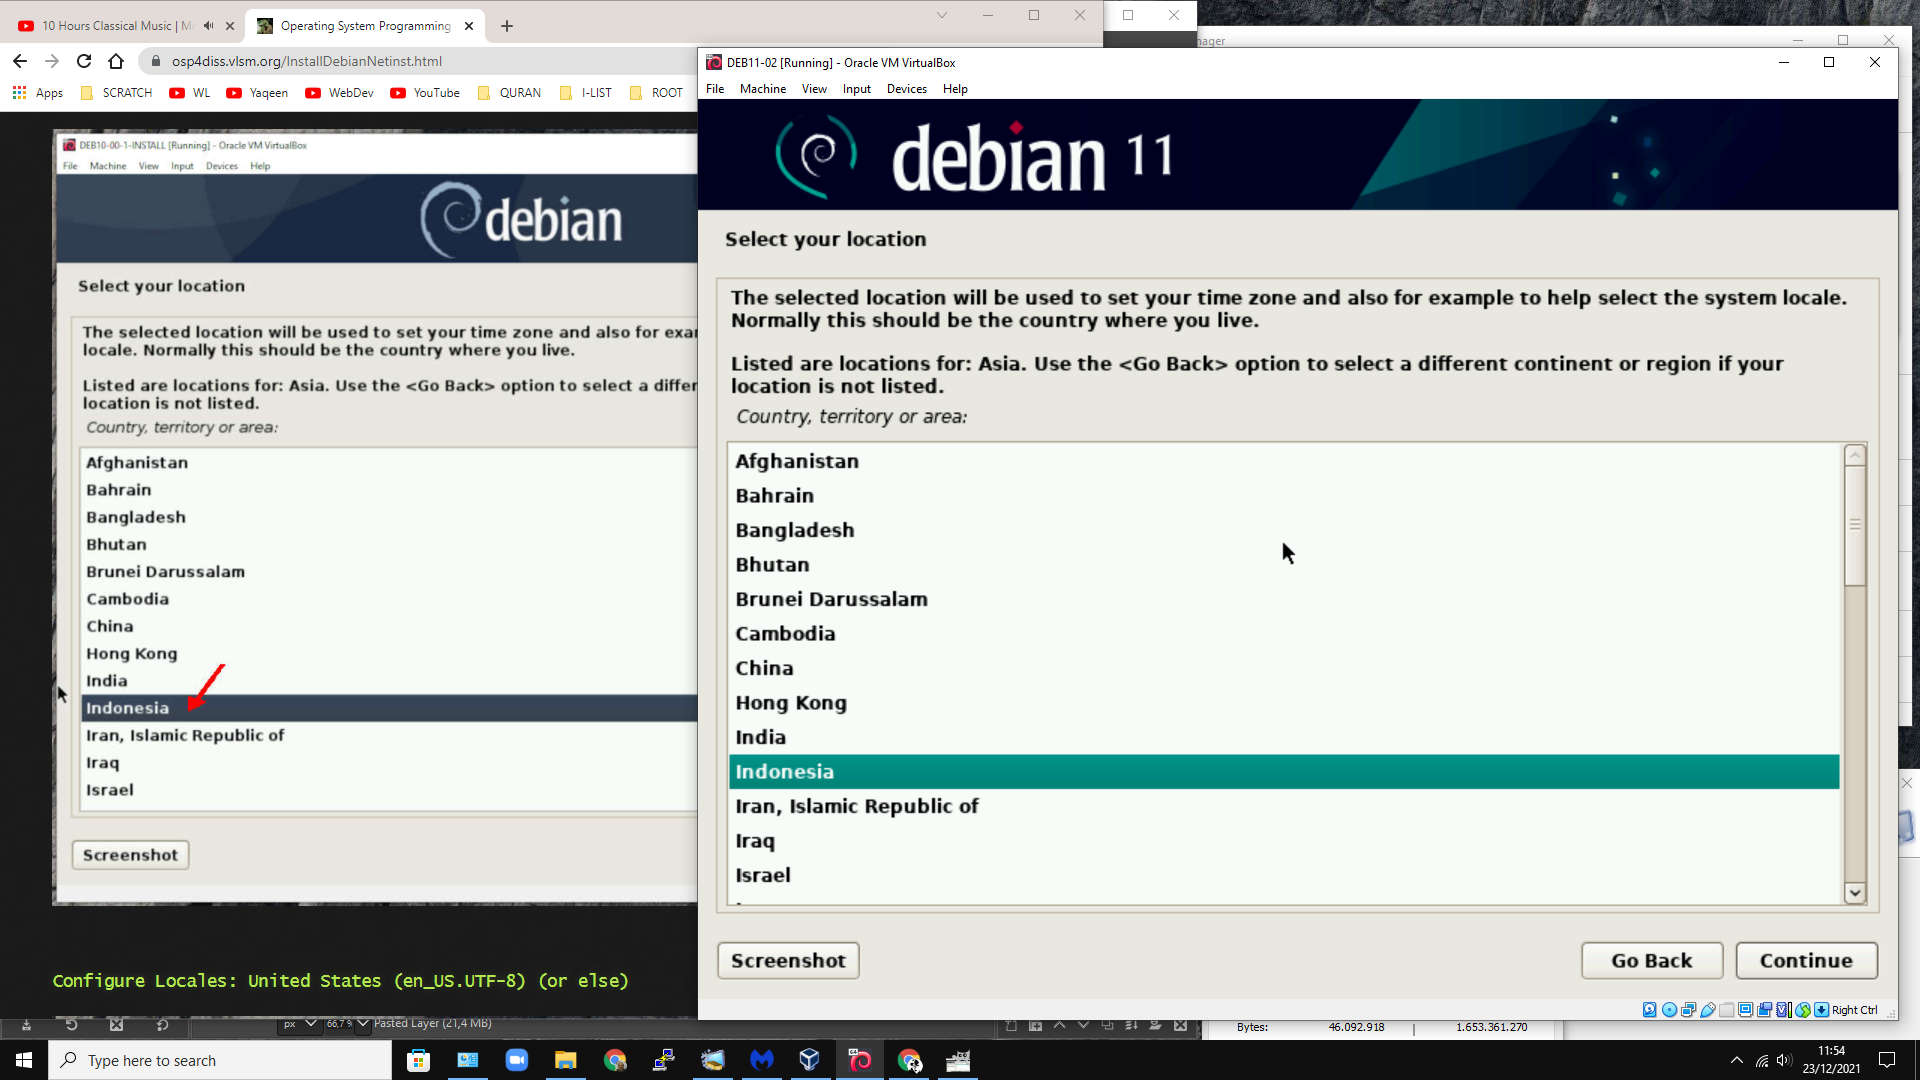 10 Hours Classical Music | M
Operating System Programming
osp4diss.vlsm.org/InstallDebianNetinst.html
Apps
SCRATCH
WL
Yaqeen
WebDev
YouTube
QURAN
I-LIST
ROOT
DEB10-00-1-INSTALL [Running] - Oracle VM VirtualBox
File Machine View Input Devices Help
debian
Select your location
The selected location will be used to set your time zone and also for exa
locale. Normally this should be the country where you live.
Listed are locations for: Asia. Use the <Go Back> option to select a differ
location is not listed.
Country, territory or area:
Afghanistan
Bahrain
Bangladesh
Bhutan
Brunei Darussalam
Cambodia
China
Hong Kong
India
Indonesia
Iran, Islamic Republic of
Iraq
Israel
Screenshot
Configure Locales: United States (en_US.UTF-8) (or else)
nager
DEB11-02 [Running] - Oracle VM VirtualBox
File Machine View Input Devices Help
debian 11
Select your location
The selected location will be used to set your time zone and also for example to help select the system locale.
Normally this should be the country where you live.
Listed are locations for: Asia. Use the <Go Back> option to select a different continent or region if your
location is not listed.
Country, territory or area:
Afghanistan
Bahrain
Bangladesh
Bhutan
Brunei Darussalam
Cambodia
China
Hong Kong
India
Indonesia
Iran, Islamic Republic of
Iraq
Israel
Screenshot
Go Back
Continue
Right Ctrl
px
66,7 %
Pasted Layer (21,4 MB)
Bytes: 46.092.918 | 1.653.361.270
Type here to search
11:54
23/12/2021